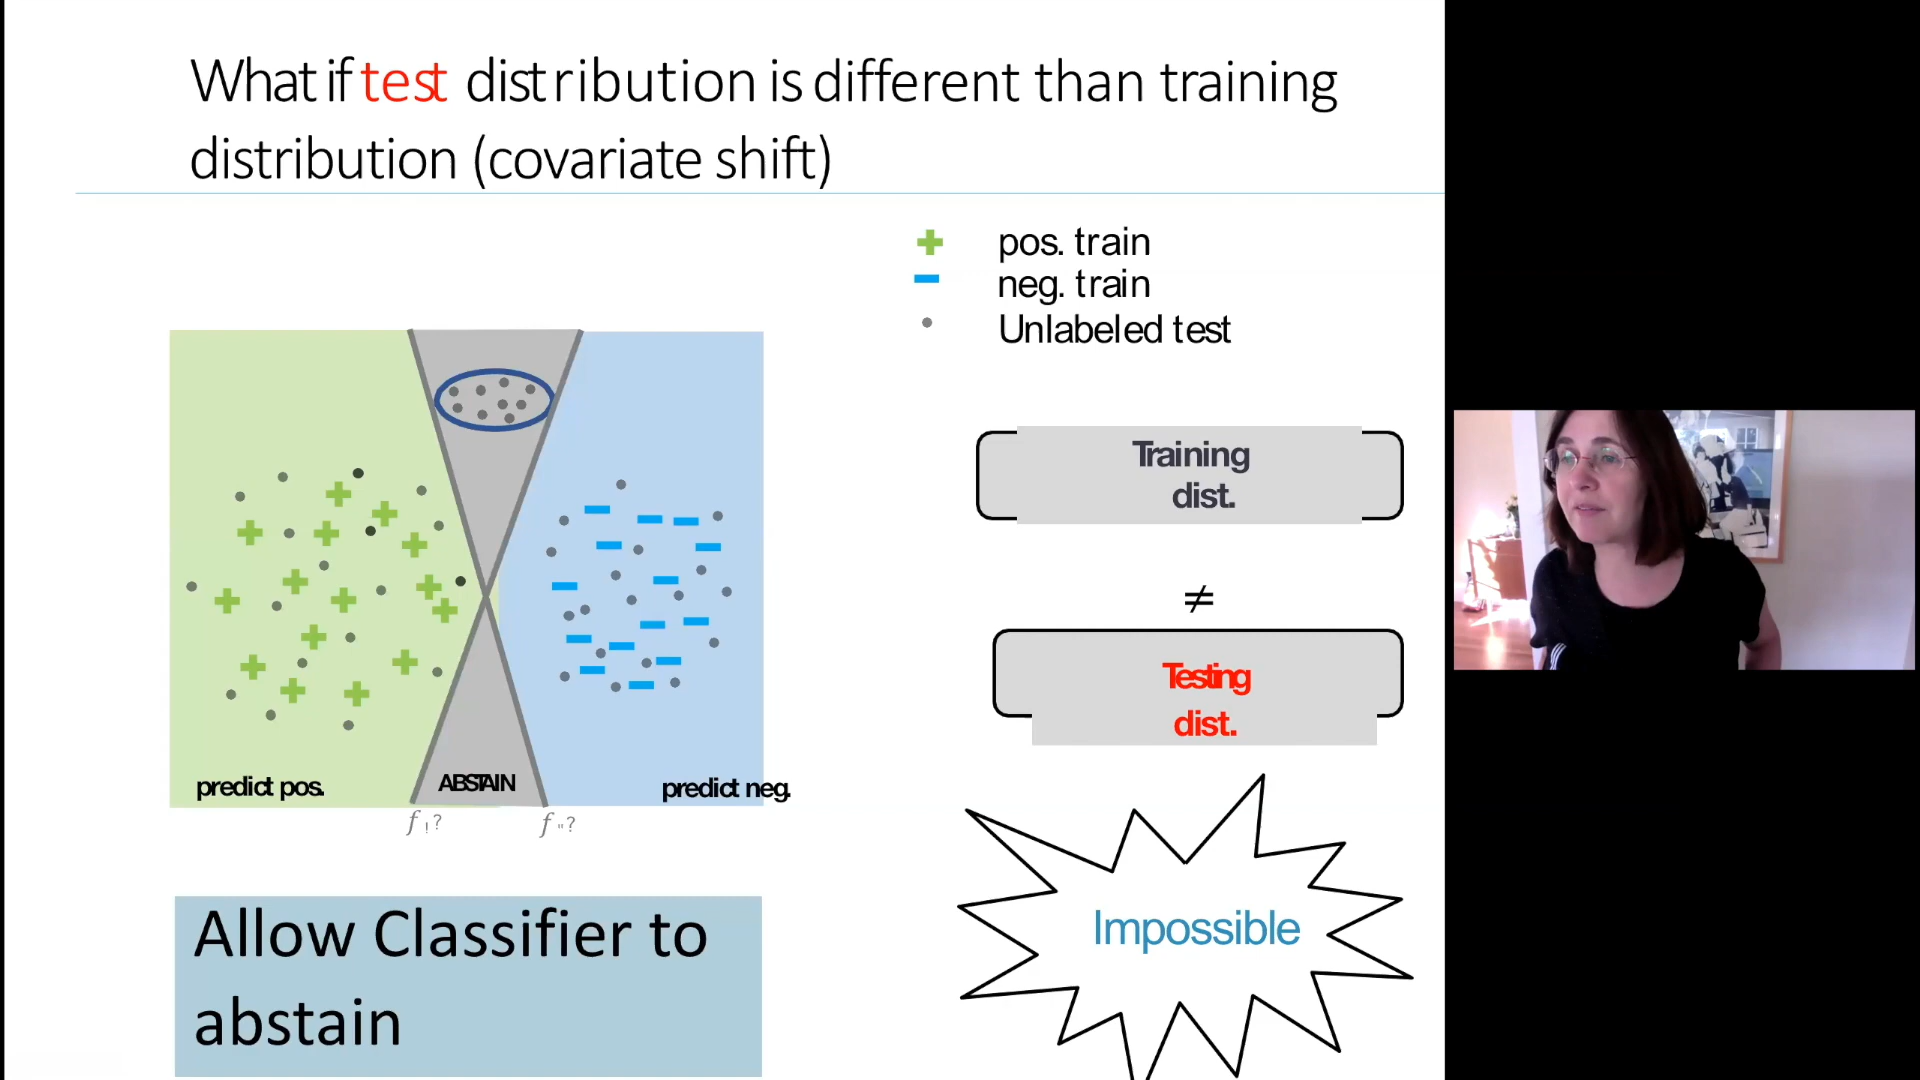 What if test distribution is different than training
distribution (covariate shift)
pos. train
neg. train
Unlabeled test
Training
dist.
≠
Testing
dist.
predict pos.
ABSTAIN
predict neg.
f!?
f"?
Allow Classifier to
abstain
Impossible